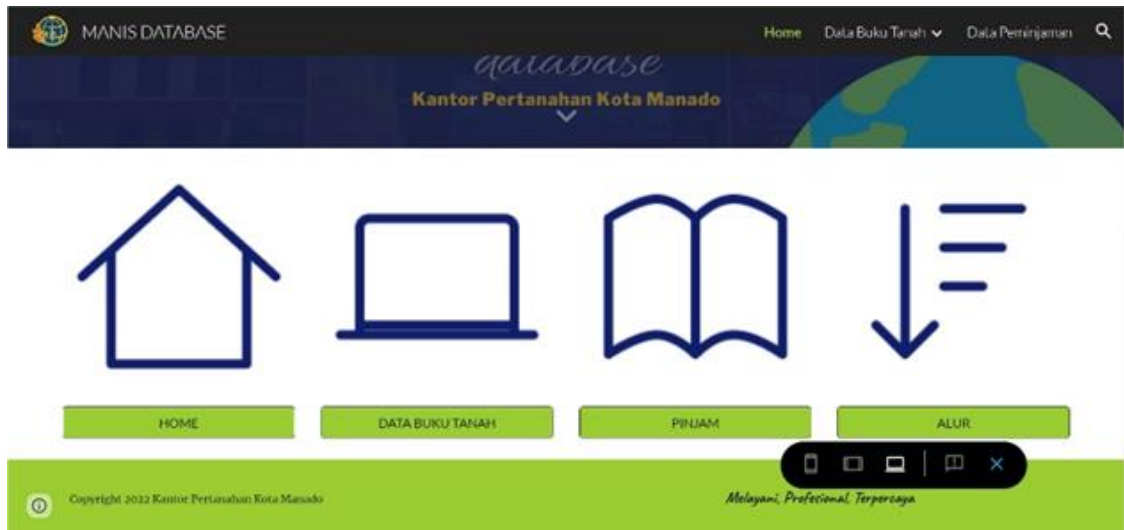 MANIS DATABASE
Home Data Buku Tanah Data Peminjaman
database
Kantor Pertanahan Kota Manado
HOME DATA BUKU TANAH PINJAM ALUR
Copyright 2022 Kantor Pertanahan Kota Manado Melayani, Profesional, Terpercaya